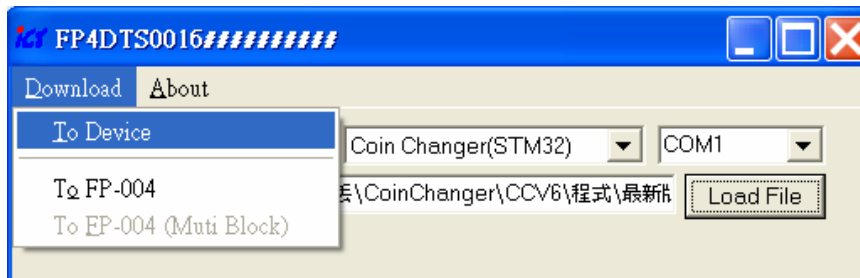 ICT FP4DTS0016##########
Download About
To Device
Coin Changer(STM32) COM1
To FP-004
\CoinChanger\CCV6\程式\最新 Load File
To FP-004 (Muti Block)